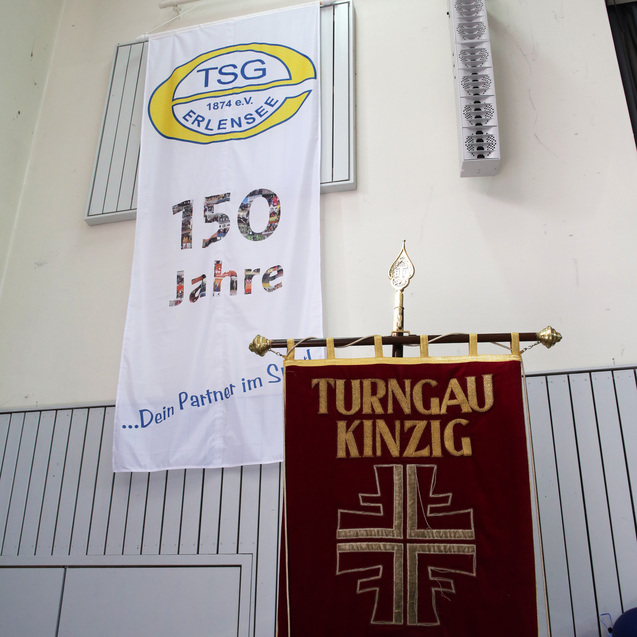 TSG
1874 e.V.
ERLENSEE
150
Jahre
...Dein Partner im
TURNGAU
KINZIG